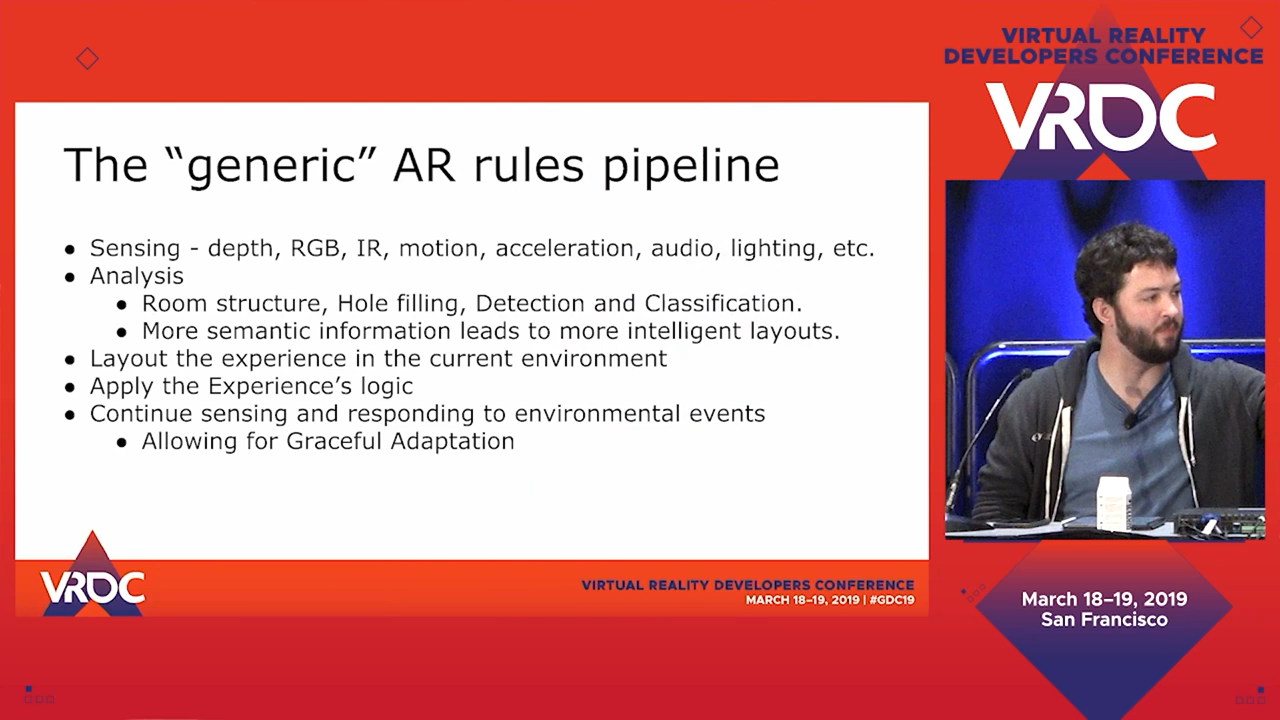 VIRTUAL REALITY
DEVELOPERS CONFERENCE
VRDC
The “generic” AR rules pipeline
● Sensing - depth, RGB, IR, motion, acceleration, audio, lighting, etc.
● Analysis
● Room structure, Hole filling, Detection and Classification.
● More semantic information leads to more intelligent layouts.
● Layout the experience in the current environment
● Apply the Experience’s logic
● Continue sensing and responding to environmental events
● Allowing for Graceful Adaptation
VRDC
VIRTUAL REALITY DEVELOPERS CONFERENCE
MARCH 18–19, 2019 | #GDC19
March 18–19, 2019
San Francisco